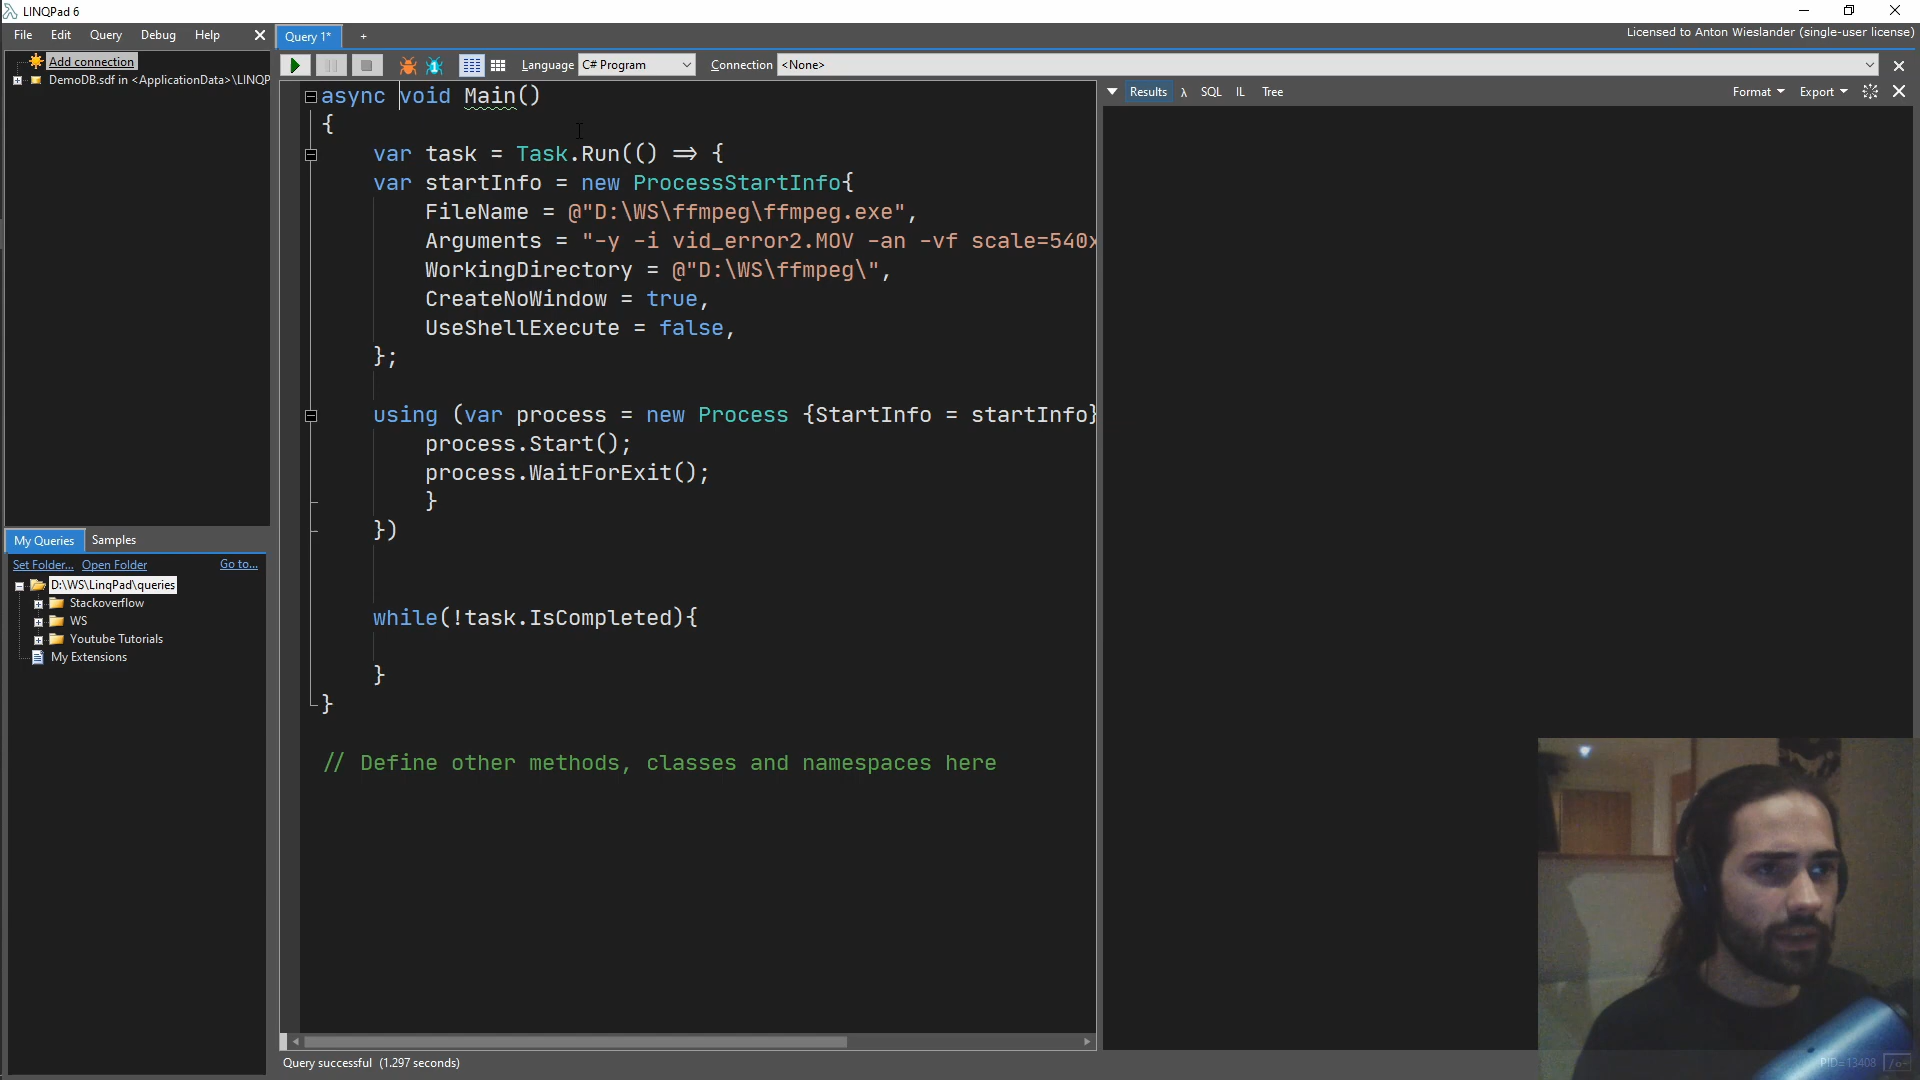 LINQPad 6
File Edit Query Debug Help
Query 1*
+
Licensed to Anton Wieslander (single-user license)
Add connection
DemoDB.sdf in <ApplicationData>\LINQP
Language C# Program Connection <None>
Results λ SQL IL Tree
Format Export
async void Main()
{
var task = Task.Run(() => {
var startInfo = new ProcessStartInfo{
FileName = @"D:\WS\ffmpeg\ffmpeg.exe",
Arguments = "-y -i vid_error2.MOV -an -vf scale=540x
WorkingDirectory = @"D:\WS\ffmpeg\",
CreateNoWindow = true,
UseShellExecute = false,
};
using (var process = new Process {StartInfo = startInfo}
process.Start();
process.WaitForExit();
}
})
while(!task.IsCompleted){
}
}
// Define other methods, classes and namespaces here
My Queries Samples
Set Folder... Open Folder Go to...
D:\WS\LinqPad\queries
Stackoverflow
WS
Youtube Tutorials
My Extensions
Query successful (1.297 seconds)
PID=13408